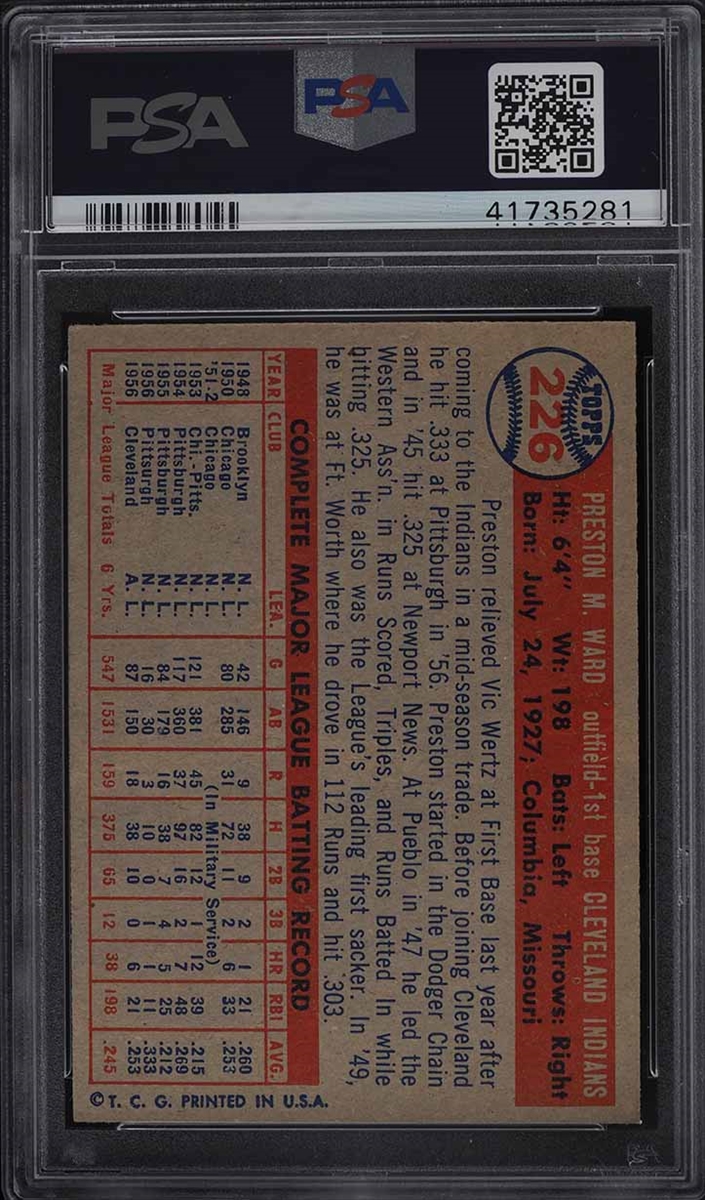 PSA
PSA
41735281
TOPPS
226
PRESTON M. WARD outfield-1st base CLEVELAND INDIANS
Ht: 6'4" Wt: 198 Bats: Left Throws: Right
Born: July 24, 1927; Columbia, Missouri
Preston relieved Vic Wertz at First Base last year after
coming to the Indians in a mid-season trade. Before joining Cleveland
he hit .333 at Pittsburgh in '56. Preston started in the Dodger Chain
and in '45 hit .325 at Newport News. At Pueblo in '47 he led the
Western Ass'n. in Runs Scored, Triples, and Runs Batted In while
hitting .325. He also was the League's leading first sacker. In '49,
he was at Ft. Worth where he drove in 112 Runs and hit .303.
COMPLETE MAJOR LEAGUE BATTING RECORD
YEAR CLUB LEA. G AB R H 2B 3B HR RBI AVG.
1948 Brooklyn N. L. 42 146 9 38 9 2 1 21 .260
1950 Chicago N. L. 80 285 31 72 11 2 6 33 .253
'51-2 Chicago N. L. (In Military Service)
1953 Chi.-Pitts. N. L. 121 381 45 82 12 1 12 39 .215
1954 Pittsburgh N. L. 117 360 37 97 16 2 7 48 .269
1955 Pittsburgh N. L. 84 179 16 38 7 4 5 25 .212
1956 Pittsburgh N. L. 16 30 3 10 0 1 1 11 .333
1956 Cleveland A. L. 87 150 18 38 10 0 6 21 .253
Major League Totals 6 Yrs. 547 1531 159 375 65 12 38 198 .245
© T. C. G. PRINTED IN U.S.A.
PSA